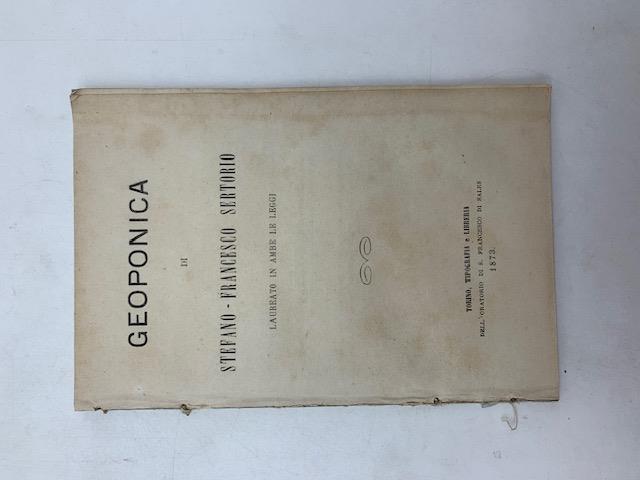 GEOPONICA
DI
STEFANO - FRANCESCO SERTORIO
LAUREATO IN AMBE LE LEGGI
TORINO, TIPOGRAFIA e LIBRERIA
DELL'ORATORIO DI S. FRANCESCO DI SALES
1873.